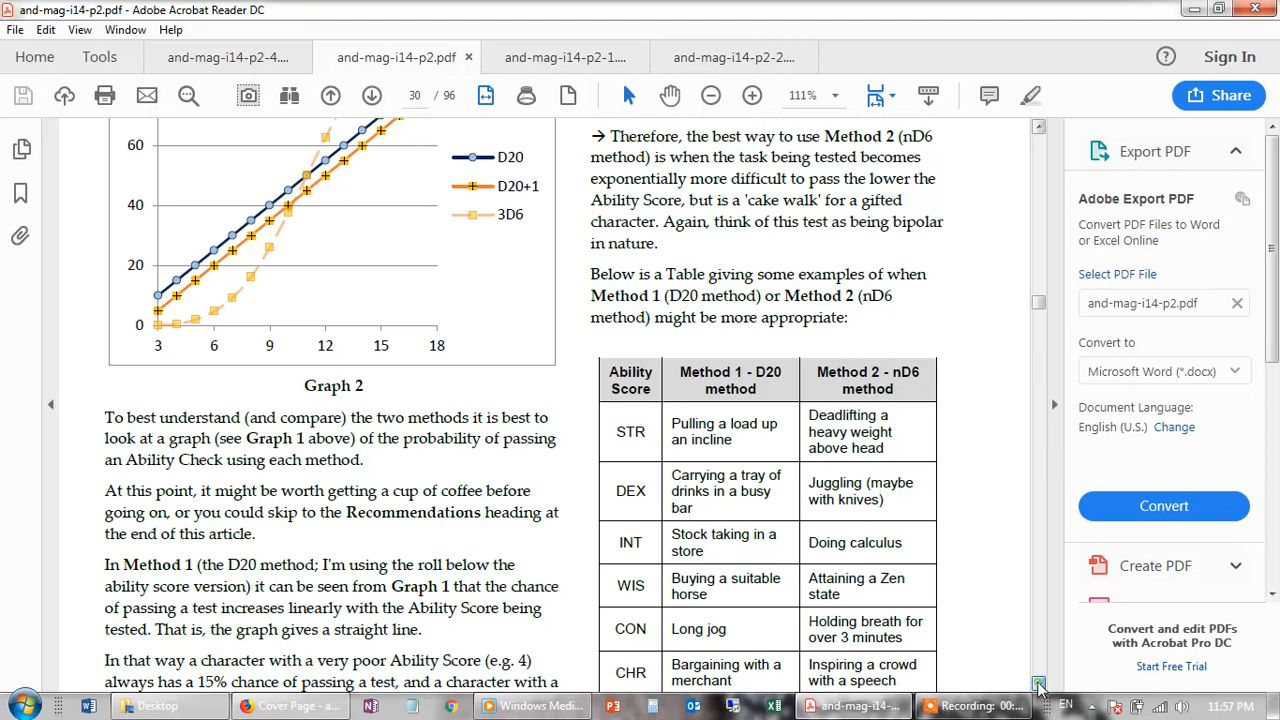 and-mag-i14-p2.pdf - Adobe Acrobat Reader DC
File Edit View Window Help
Home Tools and-mag-i14-p2-4.... and-mag-i14-p2.pdf × and-mag-i14-p2-1.... and-mag-i14-p2-2.... Sign In
30 / 96 111% Share
60
40
20
0
3 6 9 12 15 18
D20
D20+1
3D6
Graph 2
To best understand (and compare) the two methods it is best to
look at a graph (see Graph 1 above) of the probability of passing
an Ability Check using each method.
At this point, it might be worth getting a cup of coffee before
going on, or you could skip to the Recommendations heading at
the end of this article.
In Method 1 (the D20 method; I'm using the roll below the
ability score version) it can be seen from Graph 1 that the chance
of passing a test increases linearly with the Ability Score being
tested. That is, the graph gives a straight line.
In that way a character with a very poor Ability Score (e.g. 4)
always has a 15% chance of passing a test, and a character with a
→ Therefore, the best way to use Method 2 (nD6
method) is when the task being tested becomes
exponentially more difficult to pass the lower the
Ability Score, but is a 'cake walk' for a gifted
character. Again, think of this test as being bipolar
in nature.
Below is a Table giving some examples of when
Method 1 (D20 method) or Method 2 (nD6
method) might be more appropriate:
Ability Score
Method 1 - D20 method
Method 2 - nD6 method
STR
Pulling a load up
an incline
Deadlifting a
heavy weight
above head
DEX
Carrying a tray of
drinks in a busy
bar
Juggling (maybe
with knives)
INT
Stock taking in a
store
Doing calculus
WIS
Buying a suitable
horse
Attaining a Zen
state
CON
Long jog
Holding breath for
over 3 minutes
CHR
Bargaining with a
merchant
Inspiring a crowd
with a speech
Export PDF
Adobe Export PDF
Convert PDF Files to Word
or Excel Online
Select PDF File
and-mag-i14-p2.pdf
Convert to
Microsoft Word (*.docx)
Document Language:
English (U.S.) Change
Convert
Create PDF
Convert and edit PDFs
with Acrobat Pro DC
Start Free Trial
Desktop
Cover Page - a...
Windows Medi...
and-mag-i14-...
Recording: 00:...
EN
11:57 PM